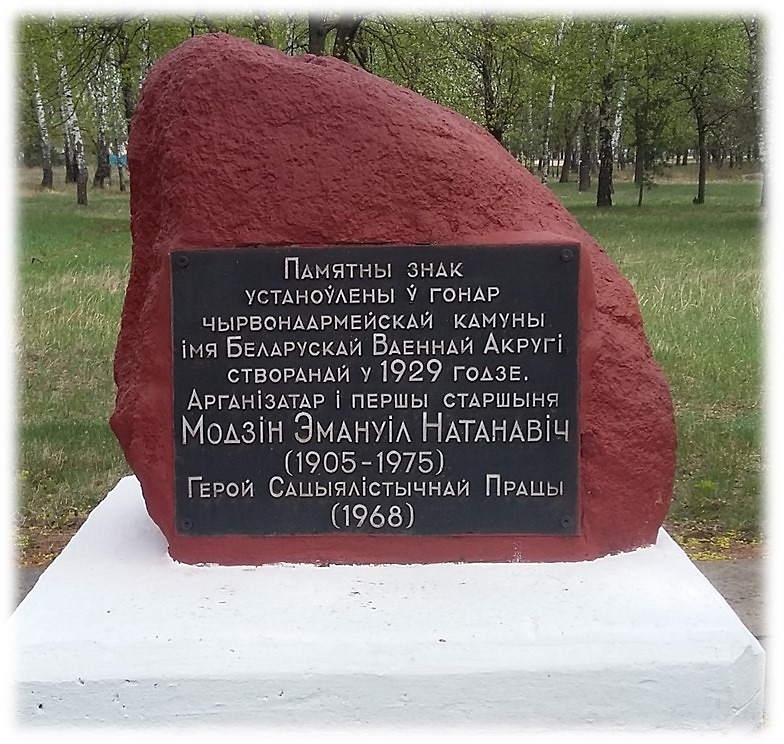 Памятны знак
устаноўлены ў гонар
чырвонаармейскай камуны
імя Беларускай Ваеннай Акругі
створанай у 1929 годзе.
Арганізатар і першы старшыня
Модзін Эмануіл Натанавіч
(1905-1975)
Герой Сацыялістычнай Працы
(1968)